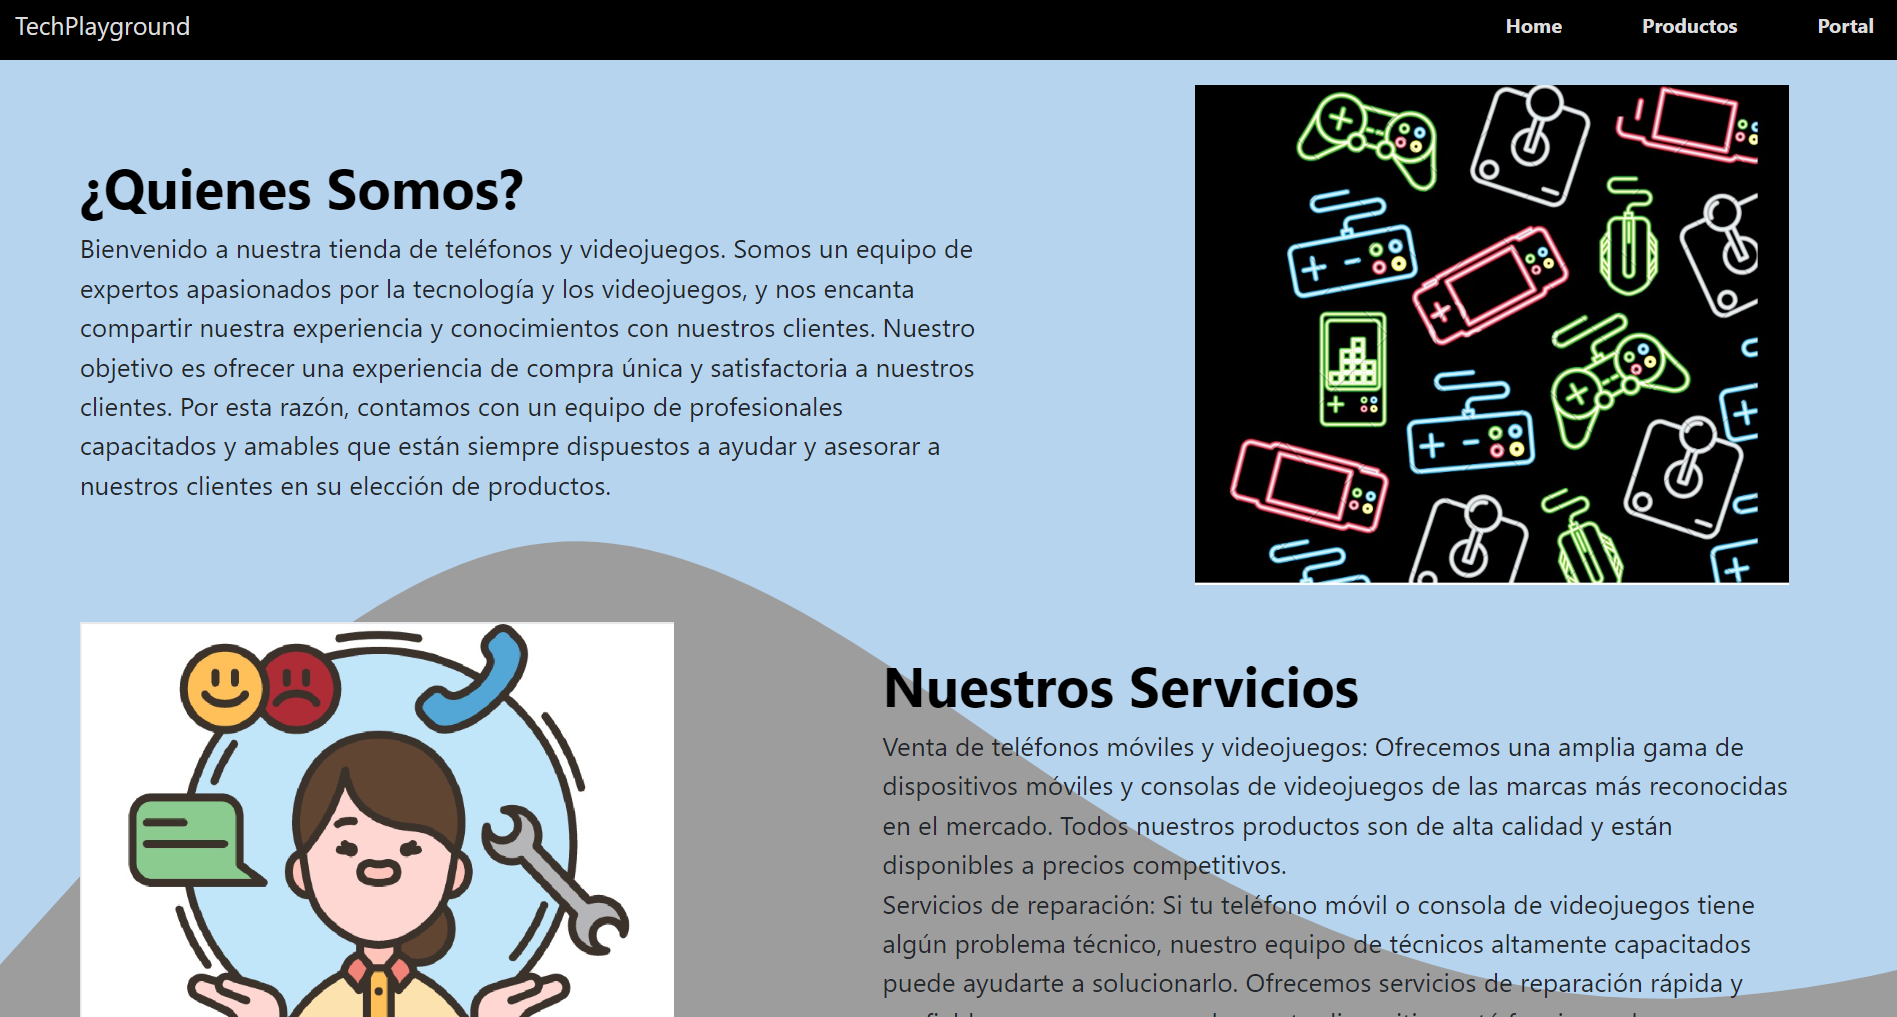 TechPlayground
Home
Productos
Portal
¿Quienes Somos?
Bienvenido a nuestra tienda de teléfonos y videojuegos. Somos un equipo de
expertos apasionados por la tecnología y los videojuegos, y nos encanta
compartir nuestra experiencia y conocimientos con nuestros clientes. Nuestro
objetivo es ofrecer una experiencia de compra única y satisfactoria a nuestros
clientes. Por esta razón, contamos con un equipo de profesionales
capacitados y amables que están siempre dispuestos a ayudar y asesorar a
nuestros clientes en su elección de productos.
Nuestros Servicios
Venta de teléfonos móviles y videojuegos: Ofrecemos una amplia gama de
dispositivos móviles y consolas de videojuegos de las marcas más reconocidas
en el mercado. Todos nuestros productos son de alta calidad y están
disponibles a precios competitivos.
Servicios de reparación: Si tu teléfono móvil o consola de videojuegos tiene
algún problema técnico, nuestro equipo de técnicos altamente capacitados
puede ayudarte a solucionarlo. Ofrecemos servicios de reparación rápida y